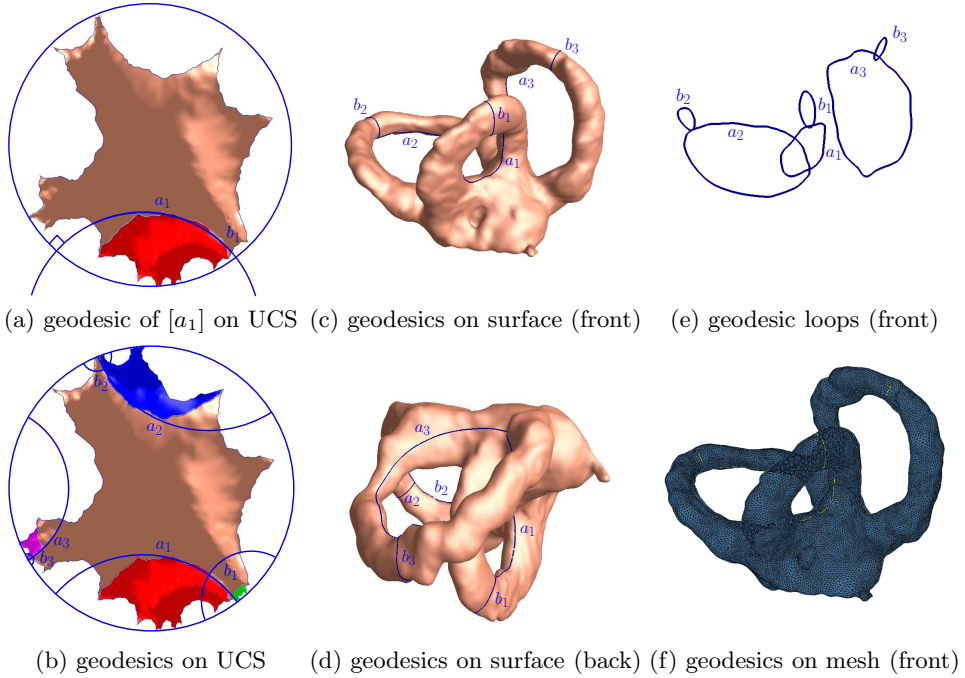 a₁
b₁
(a) geodesic of [a₁] on UCS
b₃
a₃
b₂
b₁
a₂
a₁
(c) geodesics on surface (front)
b₃
a₃
b₂
b₁
a₂
a₁
(e) geodesic loops (front)
b₂
a₂
a₃
a₁
b₃
b₁
(b) geodesics on UCS
a₃
b₂
a₂
a₁
b₃
b₁
(d) geodesics on surface (back)
(f) geodesics on mesh (front)